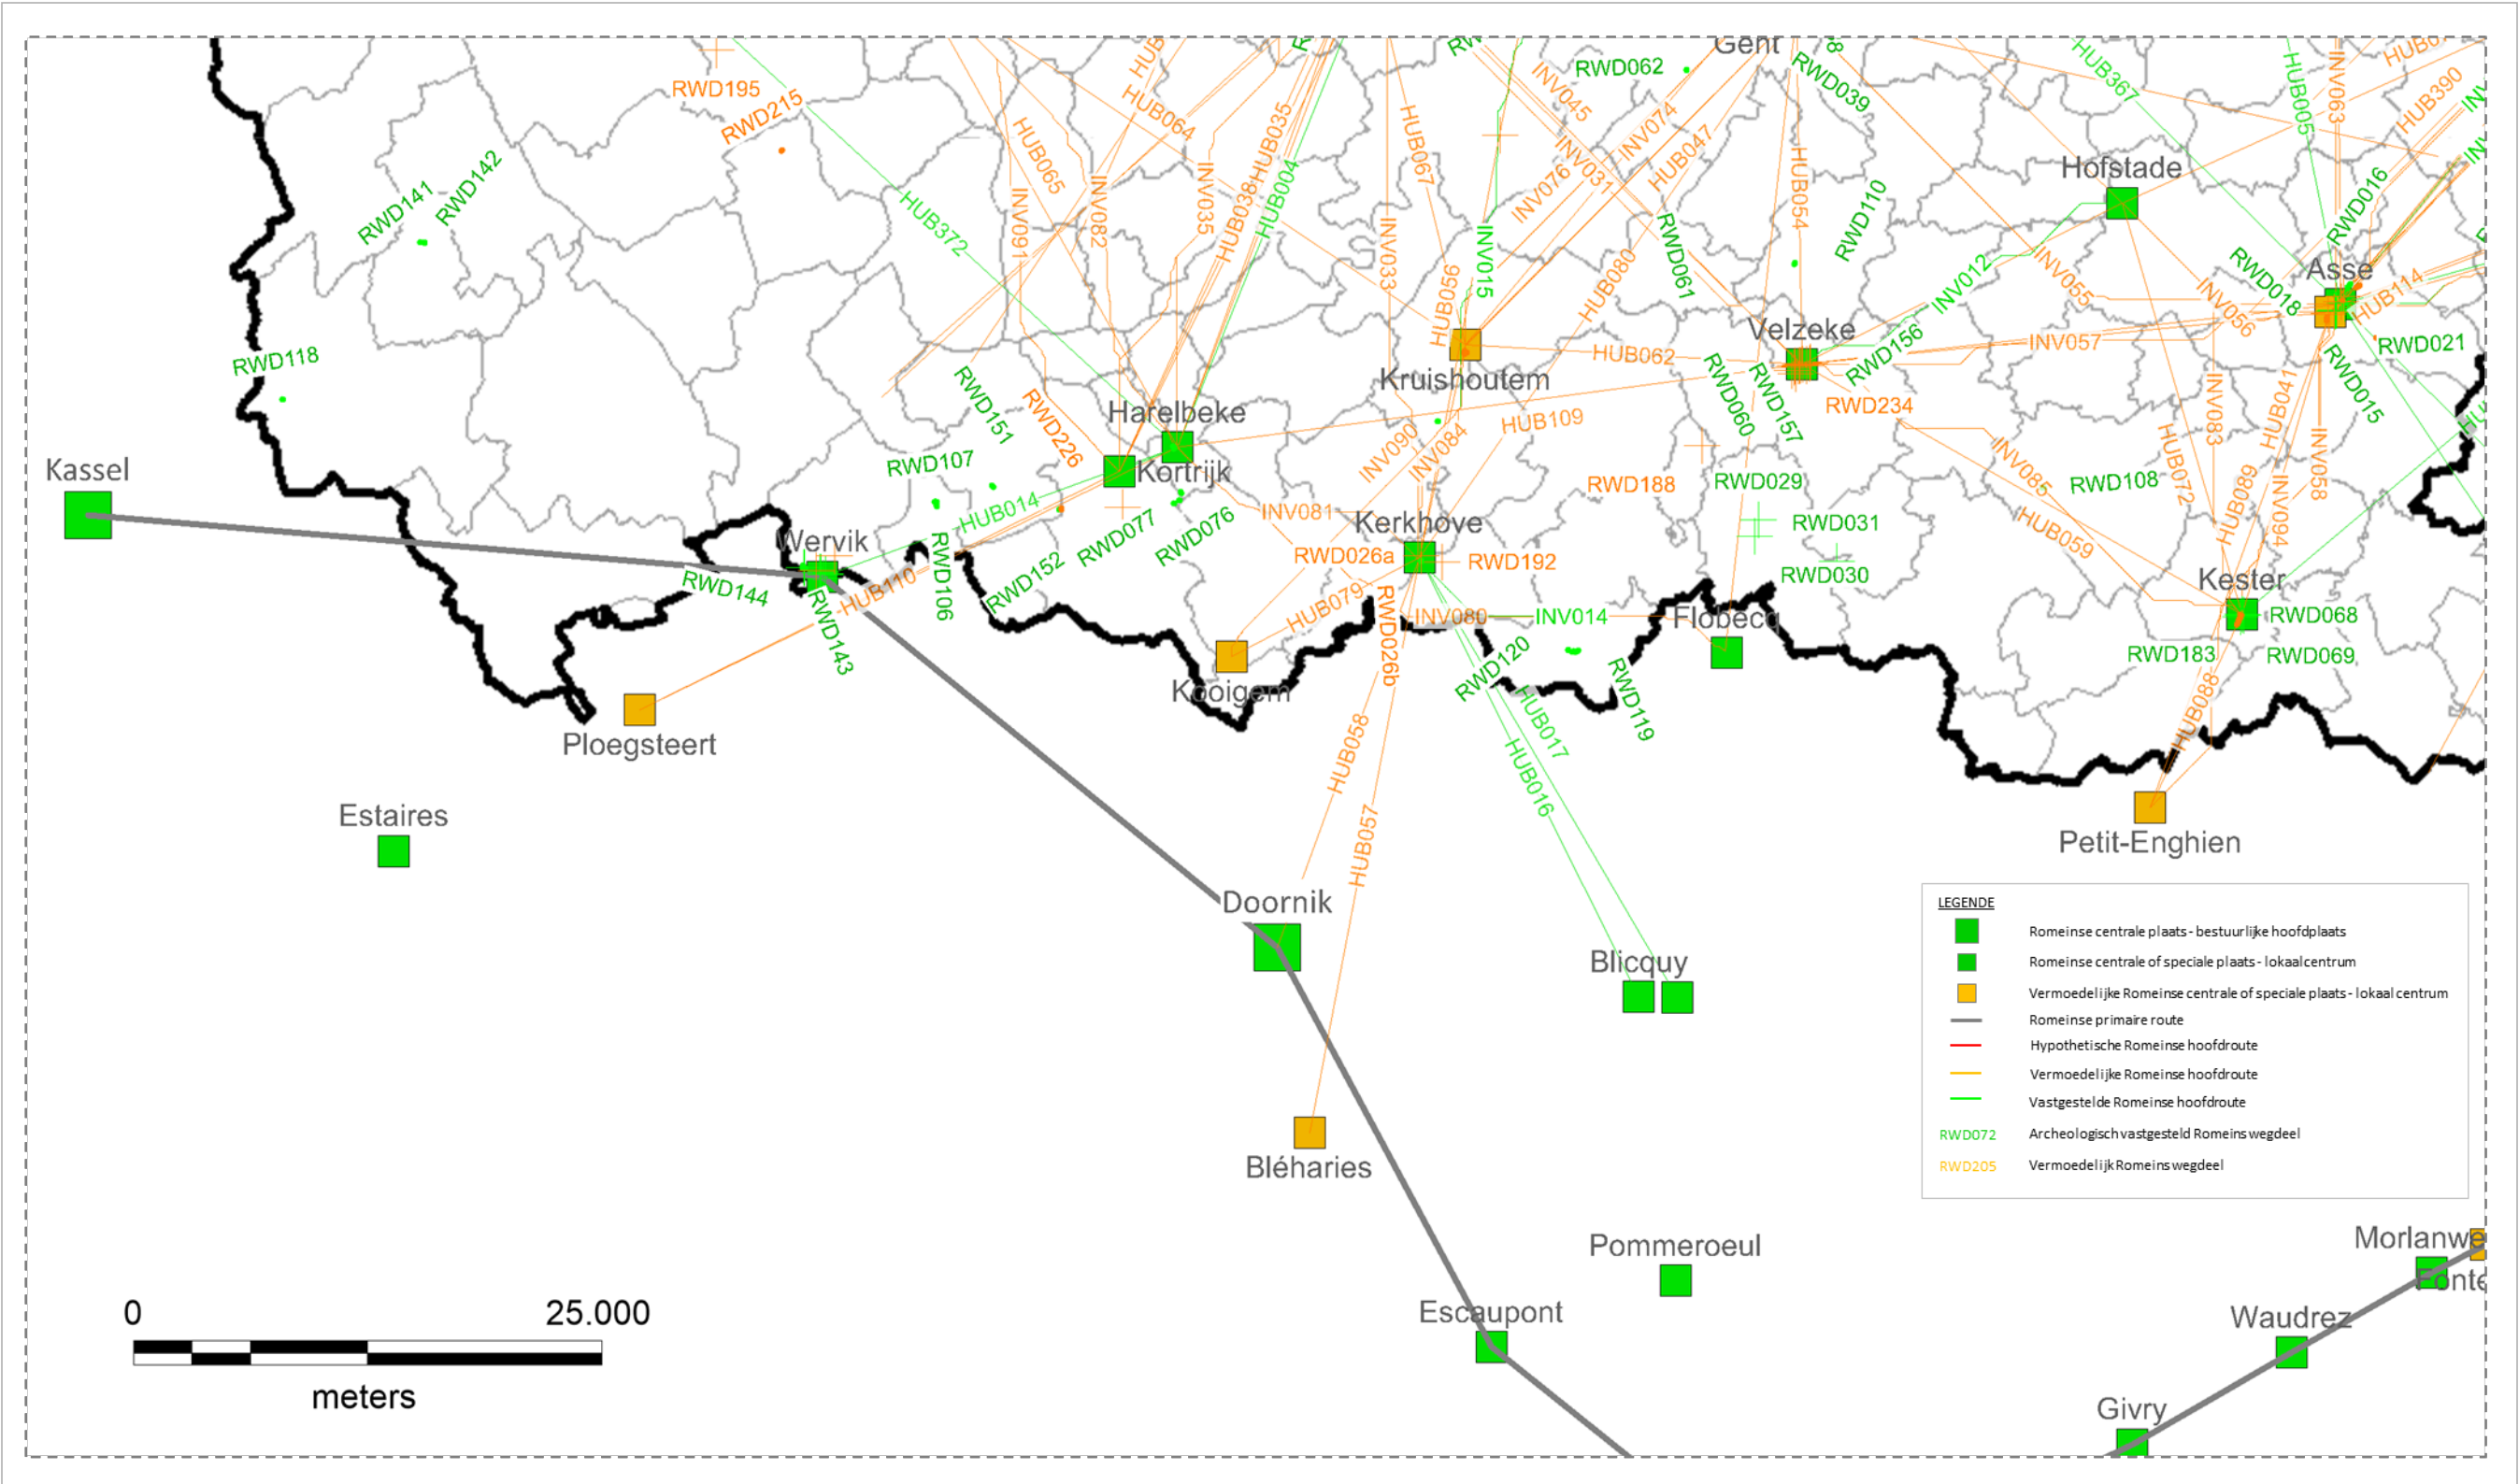 Gent
HUB
RWD195
RWD215
HUB064
HUB065
HUB035
HUB004
HUB038
INV035
INV082
INV091
HUB372
RWD141
RWD142
RWD118
HUB067
INV033
HUB056
INV015
INV045
RWD062
INV074
INV031
INV076
HUB047
HUB080
RWD061
RWD039
HUB054
RWD110
HUB367
HUB005
INV063
HUB390
Hofstade
RWD016
INV012
INV055
INV056
RWD018
Asse
HUB114
RWD021
RWD015
Velzeke
RWD156
INV057
HUB062
Kruishoutem
HUB109
RWD060
RWD157
RWD234
INV083
HUB041
INV058
HUB072
HUB089
INV094
INV085
HUB059
RWD108
RWD151
RWD226
Harelbeke
Kortrijk
RWD107
HUB014
INV090
INV084
INV081
Kerkhove
RWD026a
RWD192
RWD188
RWD029
RWD031
RWD030
Kassel
Wervik
RWD144
RWD143
HUB110
RWD106
RWD152
RWD077
RWD076
HUB079
RWD026b
INV080
INV014
Flobecq
Kester
RWD068
RWD183
RWD069
HUB088
Kooigem
RWD120
RWD119
HUB017
HUB016
HUB058
HUB057
Ploegsteert
Estaires
Petit-Enghien
Doornik
Blicquy
Bléharies
Pommeroeul
Escaupont
Morlanwe
Fonte
Waudrez
Givry
LEGENDE
Romeinse centrale plaats - bestuurlijke hoofdplaats
Romeinse centrale of speciale plaats - lokaal centrum
Vermoedelijke Romeinse centrale of speciale plaats - lokaal centrum
Romeinse primaire route
Hypothetische Romeinse hoofdroute
Vermoedelijke Romeinse hoofdroute
Vastgestelde Romeinse hoofdroute
RWD072 Archeologisch vastgesteld Romeins wegdeel
RWD205 Vermoedelijk Romeins wegdeel
0 25.000
meters